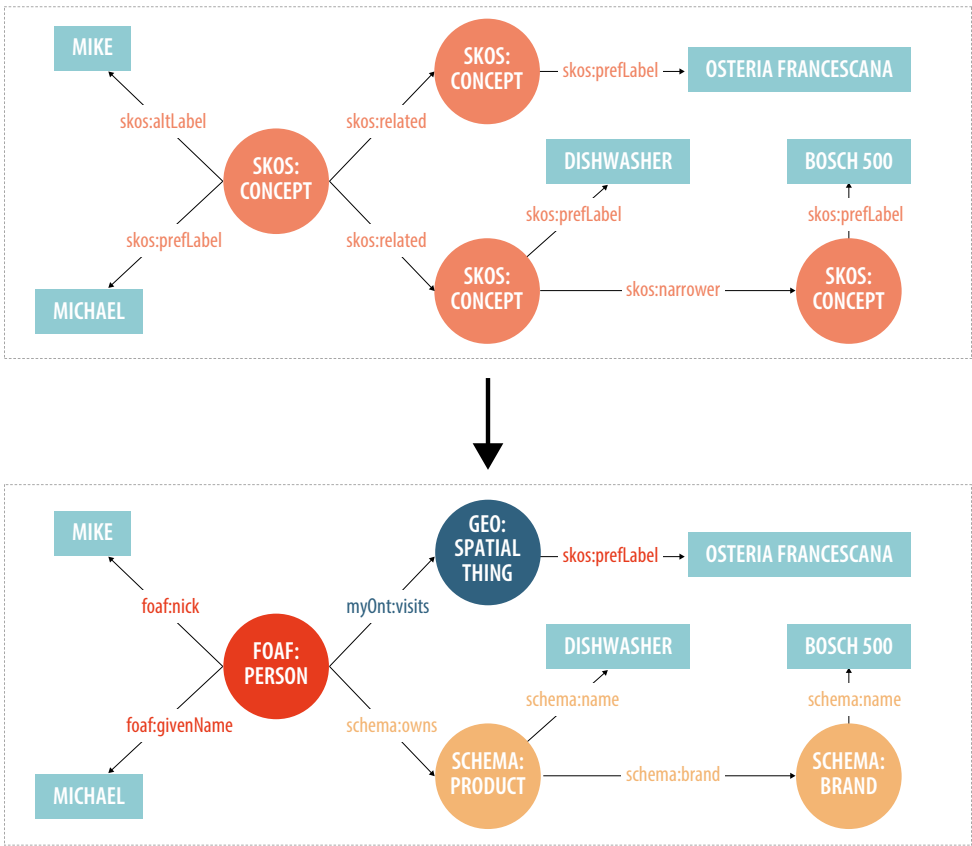 MIKE
skos:altLabel
SKOS:
CONCEPT
skos:prefLabel
MICHAEL
skos:related
SKOS:
CONCEPT
skos:prefLabel
OSTERIA FRANCESCANA
skos:related
SKOS:
CONCEPT
skos:prefLabel
DISHWASHER
skos:narrower
SKOS:
CONCEPT
skos:prefLabel
BOSCH 500
MIKE
foaf:nick
FOAF:
PERSON
foaf:givenName
MICHAEL
myOnt:visits
GEO:
SPATIAL
THING
skos:prefLabel
OSTERIA FRANCESCANA
schema:owns
SCHEMA:
PRODUCT
schema:name
DISHWASHER
schema:brand
SCHEMA:
BRAND
schema:name
BOSCH 500